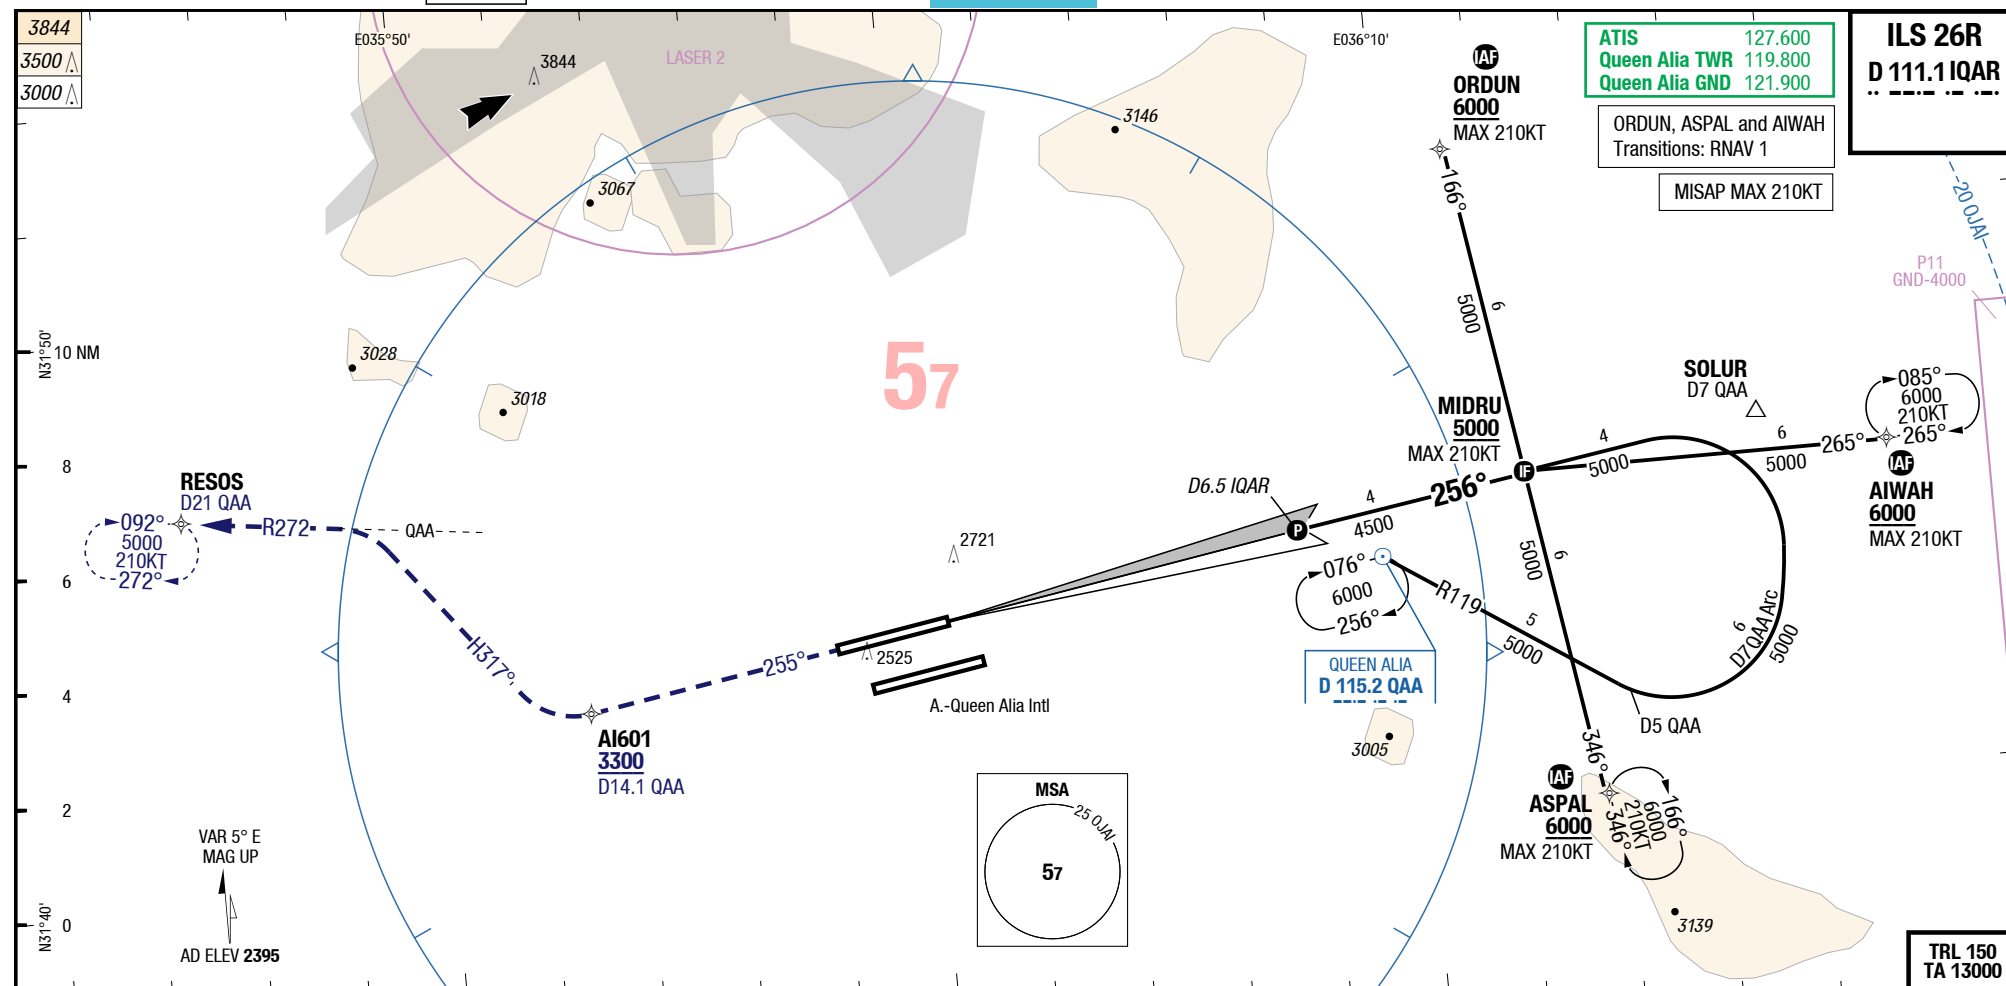 3844
3500
3000
E035°50'
3844
LASER 2
E036°10'
IAF
ORDUN
6000
MAX 210KT
ATIS 127.600
Queen Alia TWR 119.800
Queen Alia GND 121.900
ILS 26R
D 111.1 IQAR
ORDUN, ASPAL and AIWAH
Transitions: RNAV 1
MISAP MAX 210KT
3146
3067
166°
20 OJAI
P11
GND-4000
6
5000
N31°50'
10 NM
3028
3018
57
SOLUR
D7 QAA
085°
6000
210KT
265°
MIDRU
5000
MAX 210KT
4
5000
6
5000
265°
IF
IAF
AIWAH
6000
MAX 210KT
8
RESOS
D21 QAA
092°
5000
210KT
272°
R272
QAA
D6.5 IQAR
P
4
4500
256°
2721
6
5000
6
076°
6000
256°
R119
5
5000
6
D7 QAA Arc
5000
H317°
255°
2525
QUEEN ALIA
D 115.2 QAA
4
A.-Queen Alia Intl
D5 QAA
AI601
3300
D14.1 QAA
3005
346°
IAF
ASPAL
6000
MAX 210KT
166°
6000
210KT
346°
MSA
25 OJAI
57
2
VAR 5° E
MAG UP
3139
N31°40'
0
AD ELEV 2395
TRL 150
TA 13000